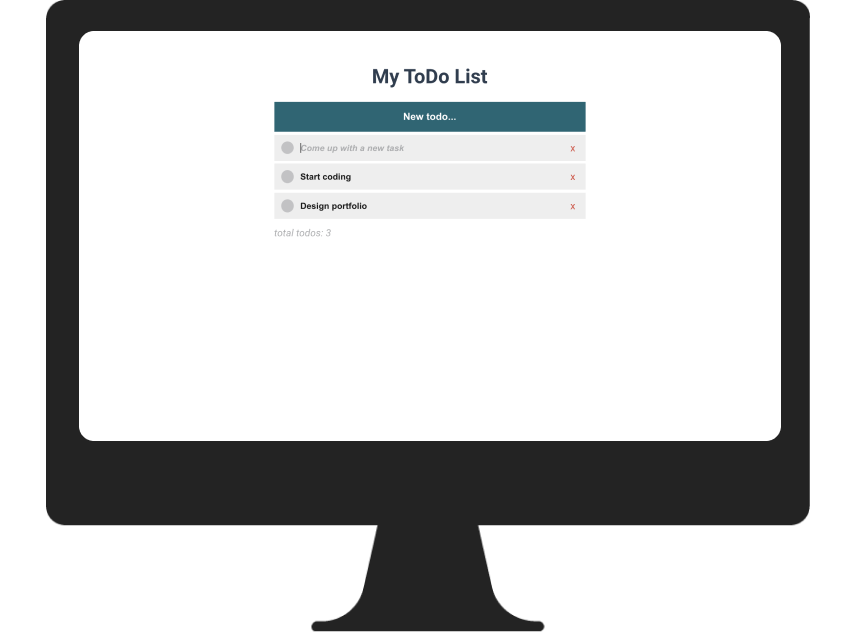 My ToDo List
New todo...
Come up with a new task x
Start coding x
Design portfolio x
total todos: 3